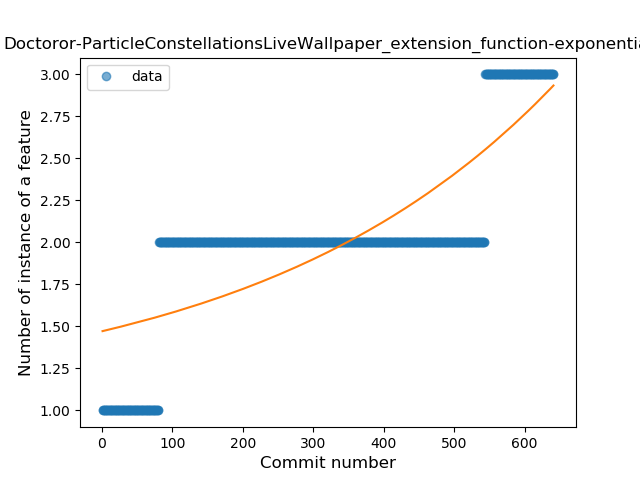 Doctoror-ParticleConstellationsLiveWallpaper_extension_function-exponentia
data
3.00
2.75
2.50
2.25
2.00
1.75
1.50
1.25
1.00
Number of instance of a feature
0 100 200 300 400 500 600
Commit number